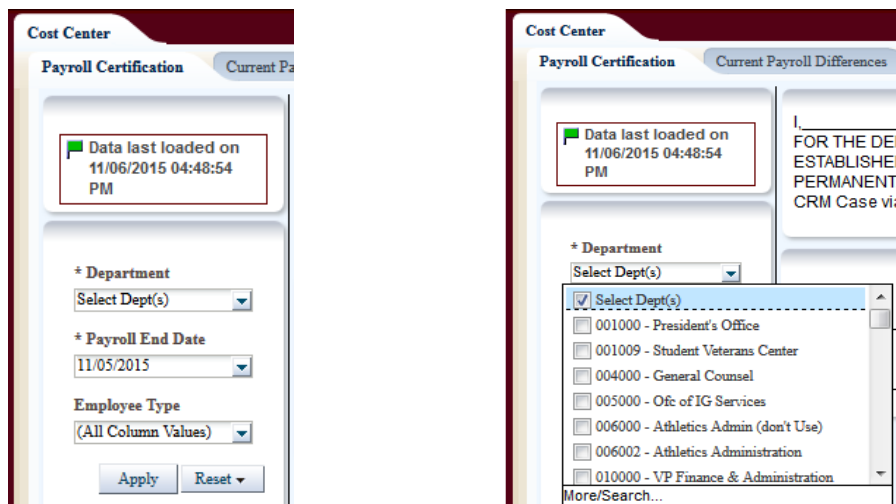 Cost Center
Payroll Certification
Current Pa
Data last loaded on
11/06/2015 04:48:54
PM
* Department
Select Dept(s)
* Payroll End Date
11/05/2015
Employee Type
(All Column Values)
Apply Reset
Cost Center
Payroll Certification
Current Payroll Differences
Data last loaded on
11/06/2015 04:48:54
PM
I,
FOR THE DE
ESTABLISHE
PERMANENT
CRM Case via
* Department
Select Dept(s)
Select Dept(s)
001000 - President's Office
001009 - Student Veterans Center
004000 - General Counsel
005000 - Ofc of IG Services
006000 - Athletics Admin (don't Use)
006002 - Athletics Administration
010000 - VP Finance & Administration
More/Search...